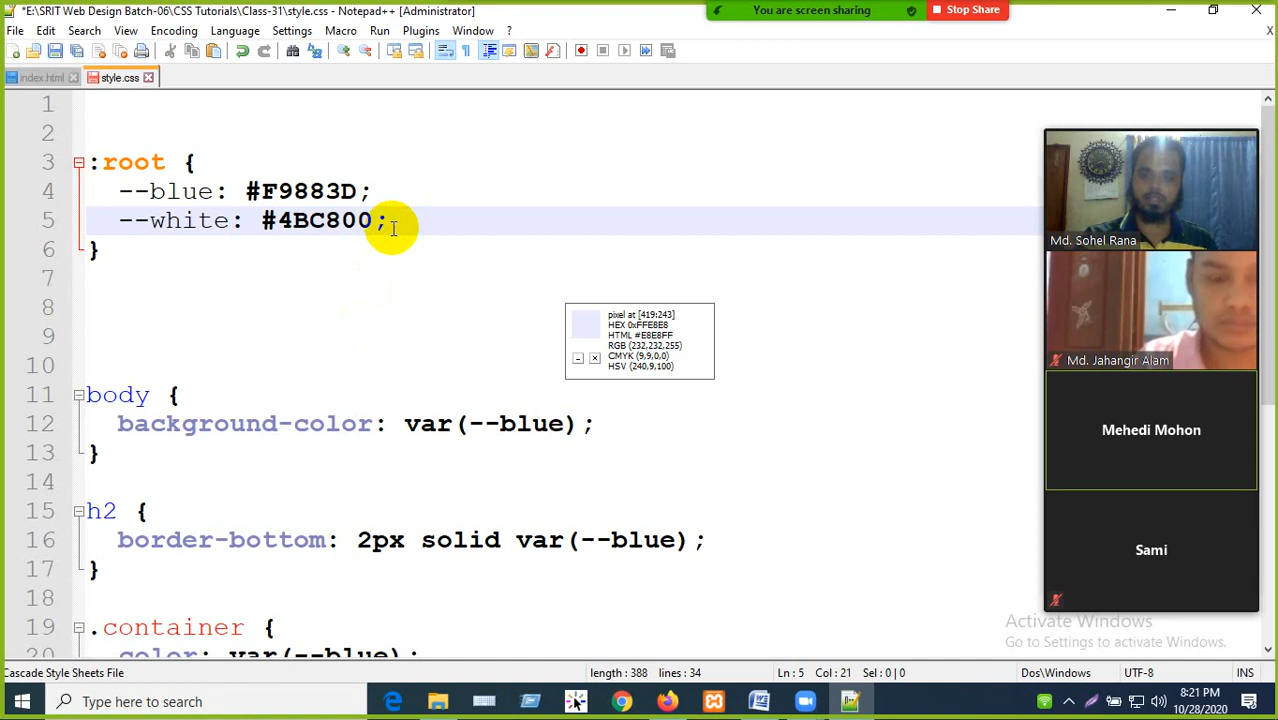 *E:\SRIT Web Design Batch-06\CSS Tutorials\Class-31\style.css - Notepad++ [Administrator]
You are screen sharing
Stop Share
File Edit Search View Encoding Language Settings Macro Run Plugins Window ?
X
index.html
style.css
1
2
3 :root {
4 --blue: #F9883D;
5 --white: #4BC800;
6 }
7
8
9
10
11 body {
12 background-color: var(--blue);
13 }
14
15 h2 {
16 border-bottom: 2px solid var(--blue);
17 }
18
19 .container {
20 color: var(--blue);
pixel at [419:243]
HEX 0xFFE8E8
HTML #E8E8FF
RGB (232,232,255)
CMYK (9,9,0,0)
HSV (240,9,100)
Md. Sohel Rana
Md. Jahangir Alam
Mehedi Mohon
Sami
Activate Windows
Go to Settings to activate Windows.
Cascade Style Sheets File
length : 388 lines : 34
Ln : 5 Col : 21 Sel : 0 | 0
Dos\Windows
UTF-8
INS
Type here to search
8:21 PM
10/28/2020